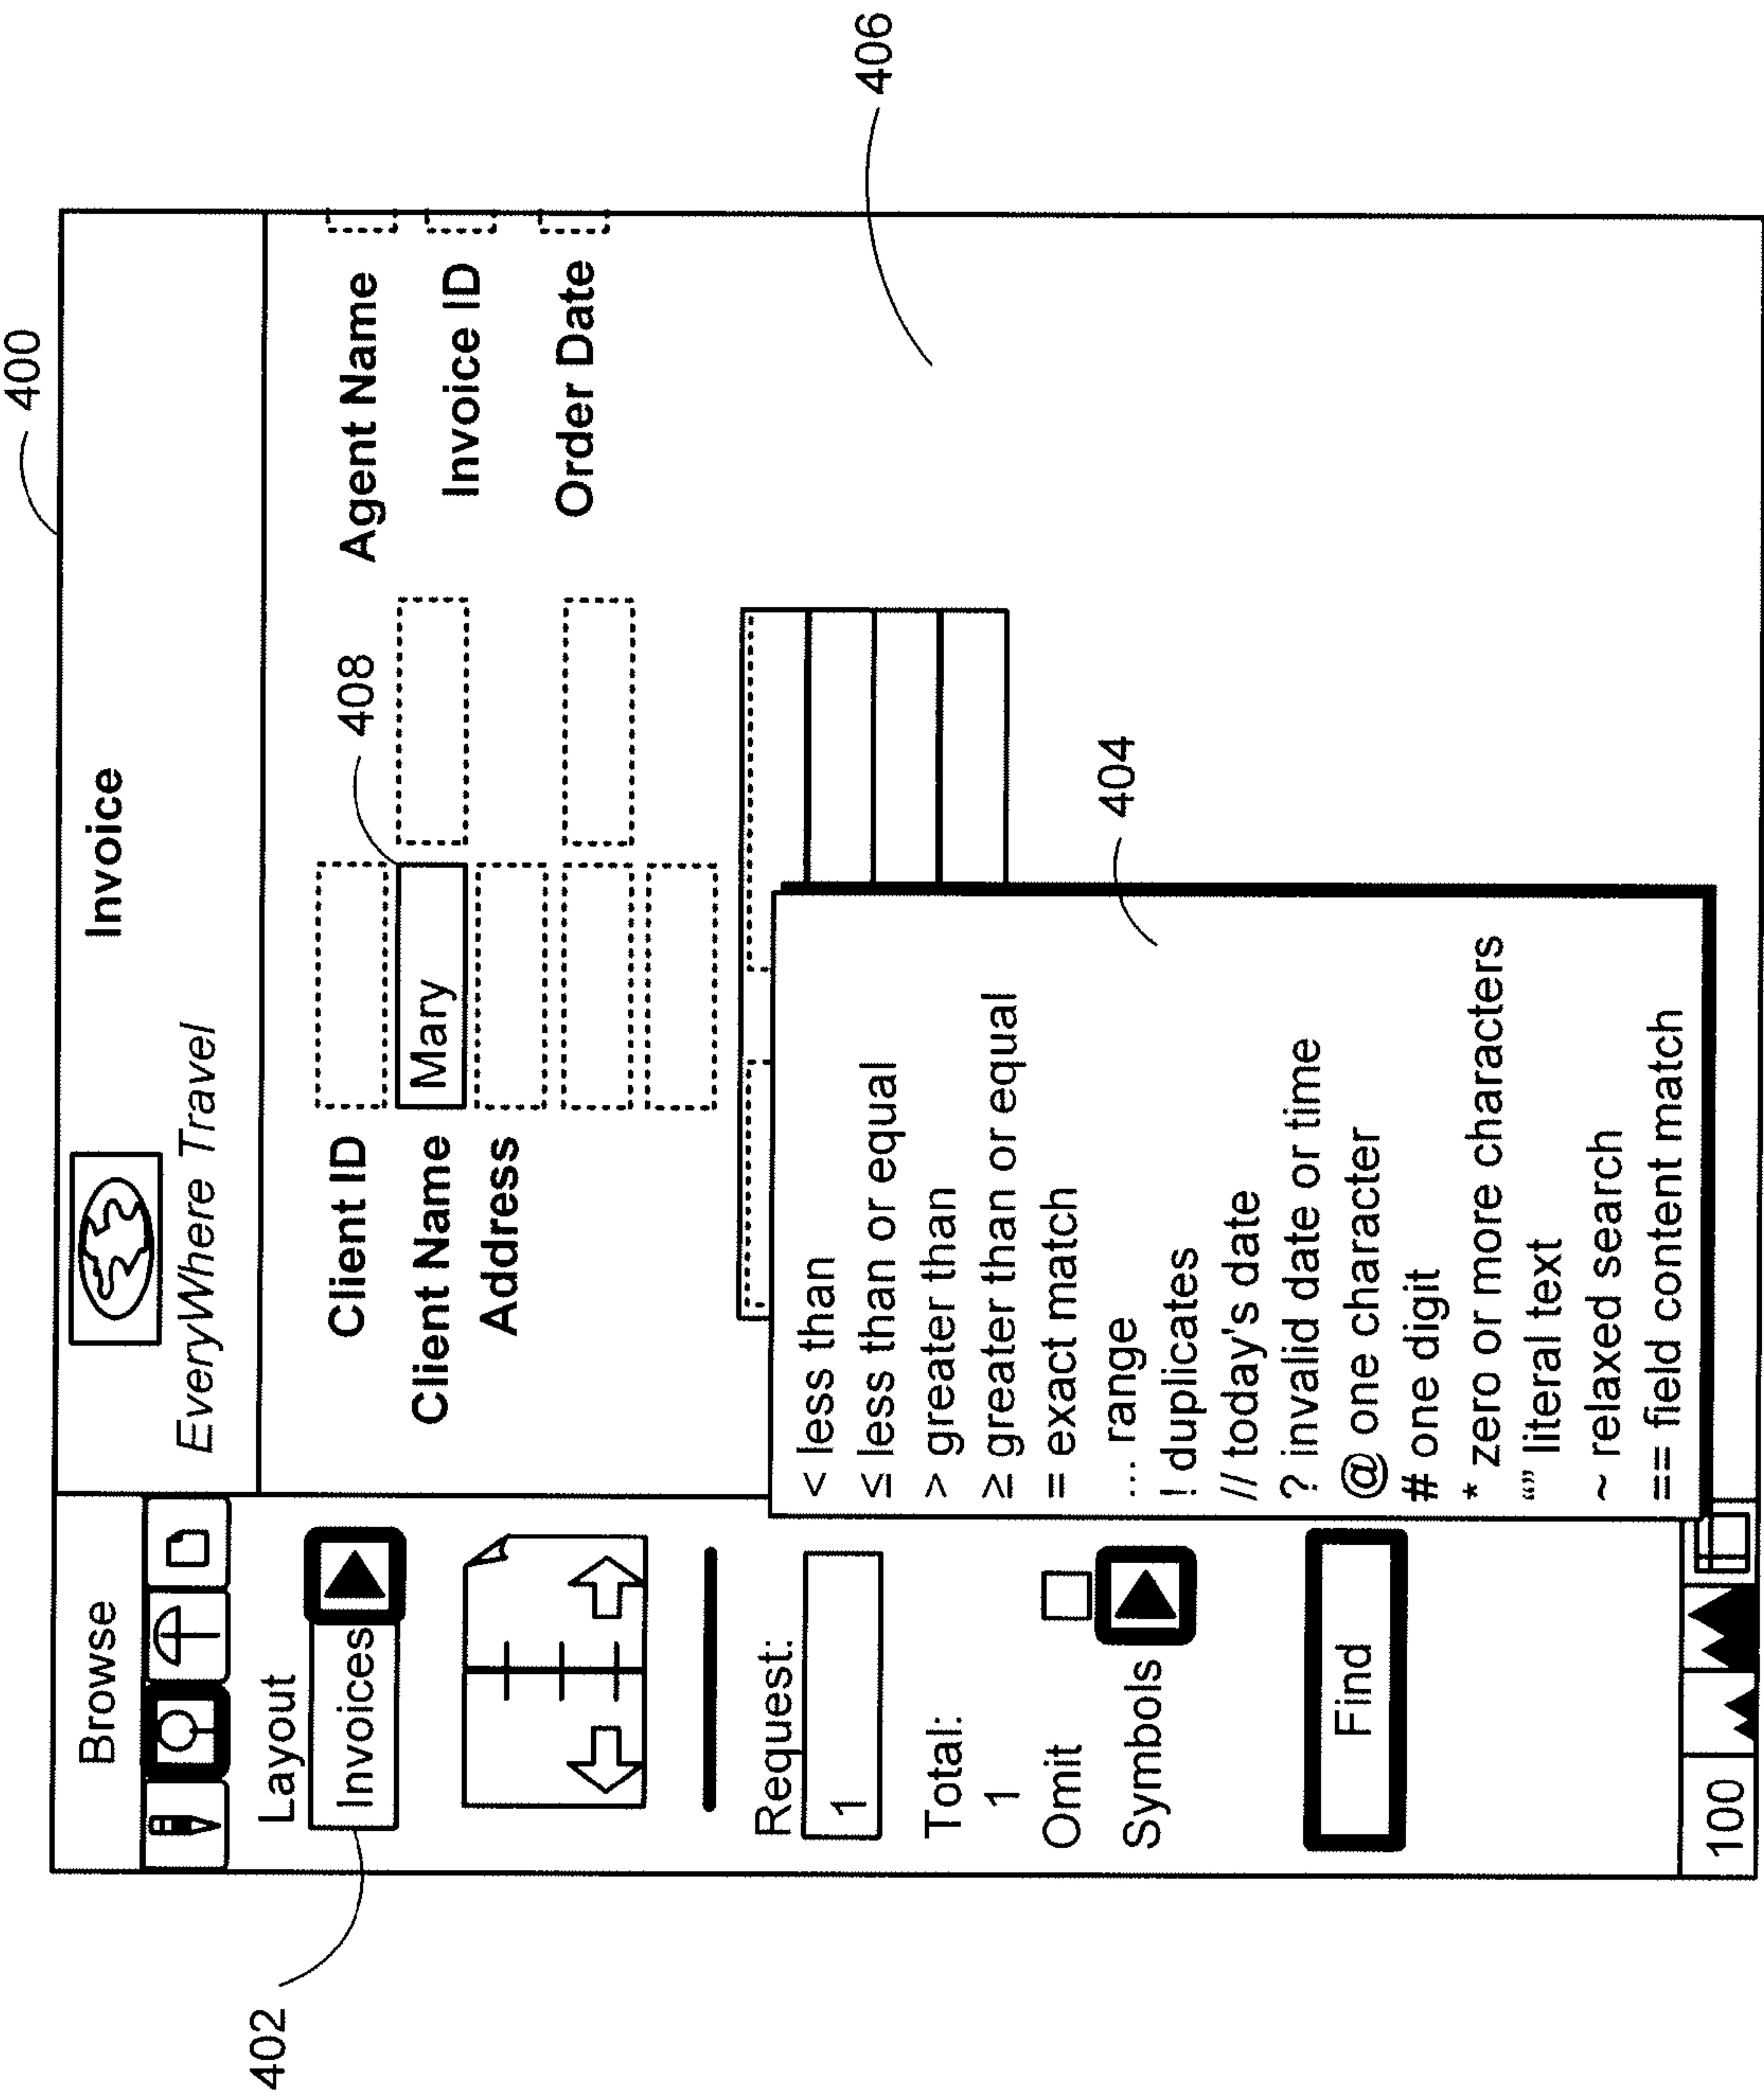 400
Browse
Invoice
EveryWhere Travel
402
Layout
Invoices
Request:
1
Total:
1
Omit
Symbols
Find
100
Client ID
Client Name
Mary
408
Address
Agent Name
Invoice ID
Order Date
406
404
< less than
≤ less than or equal
> greater than
≥ greater than or equal
= exact match
... range
! duplicates
// today's date
? invalid date or time
@ one character
# one digit
* zero or more characters
“” literal text
~ relaxed search
== field content match